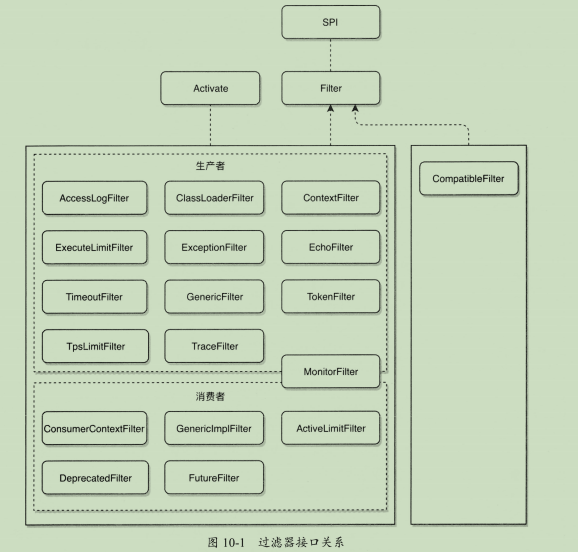 SPI
Activate
Filter
生产者
AccessLogFilter
ClassLoaderFilter
ContextFilter
CompatibleFilter
ExecuteLimitFilter
ExceptionFilter
EchoFilter
TimeoutFilter
GenericFilter
TokenFilter
TpsLimitFilter
TraceFilter
MonitorFilter
消费者
ConsumerContextFilter
GenericImplFilter
ActiveLimitFilter
DeprecatedFilter
FutureFilter
图 10-1 过滤器接口关系